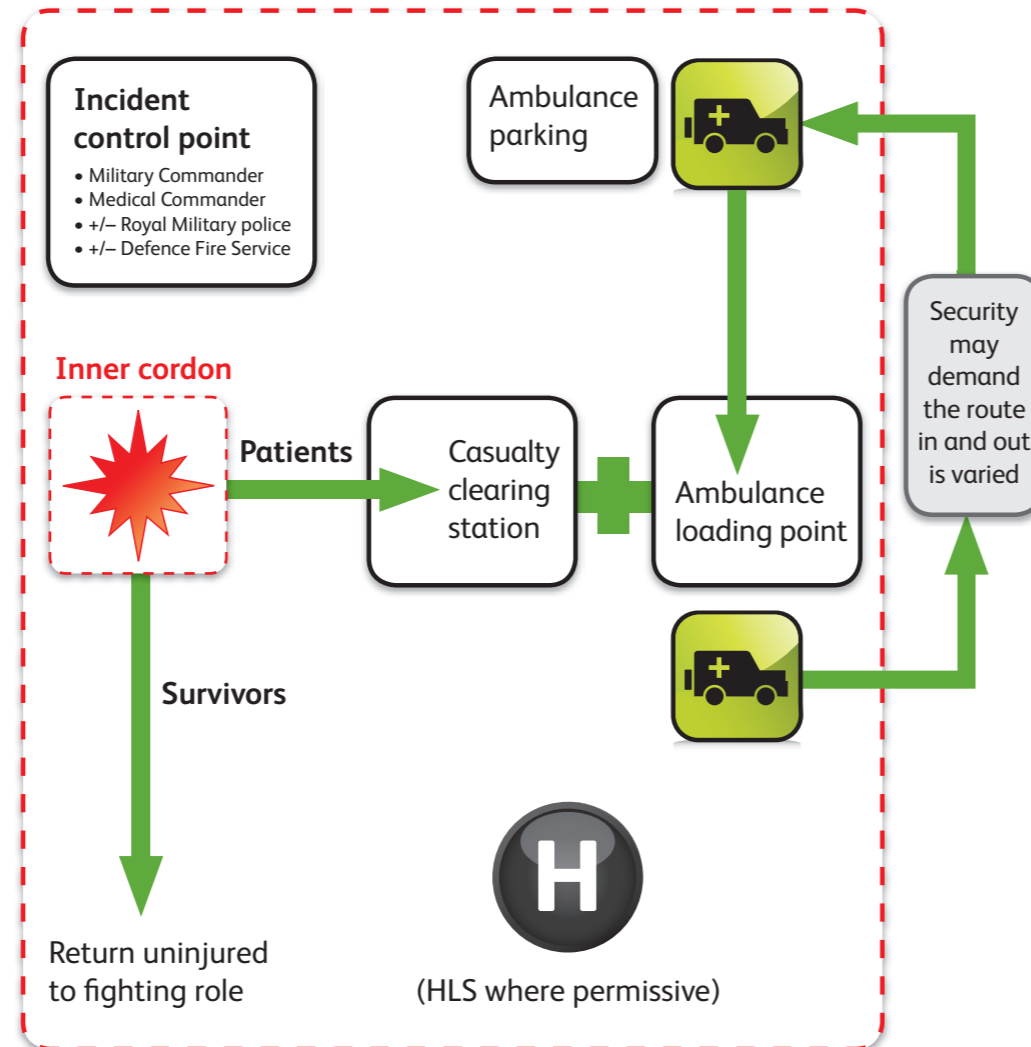 Incident
control point
• Military Commander
• Medical Commander
• +/– Royal Military police
• +/– Defence Fire Service
Ambulance
parking
Security
may
demand
the route
in and out
is varied
Inner cordon
Patients
Casualty
clearing
station
Ambulance
loading point
Survivors
Return uninjured
to fighting role
H
(HLS where permissive)